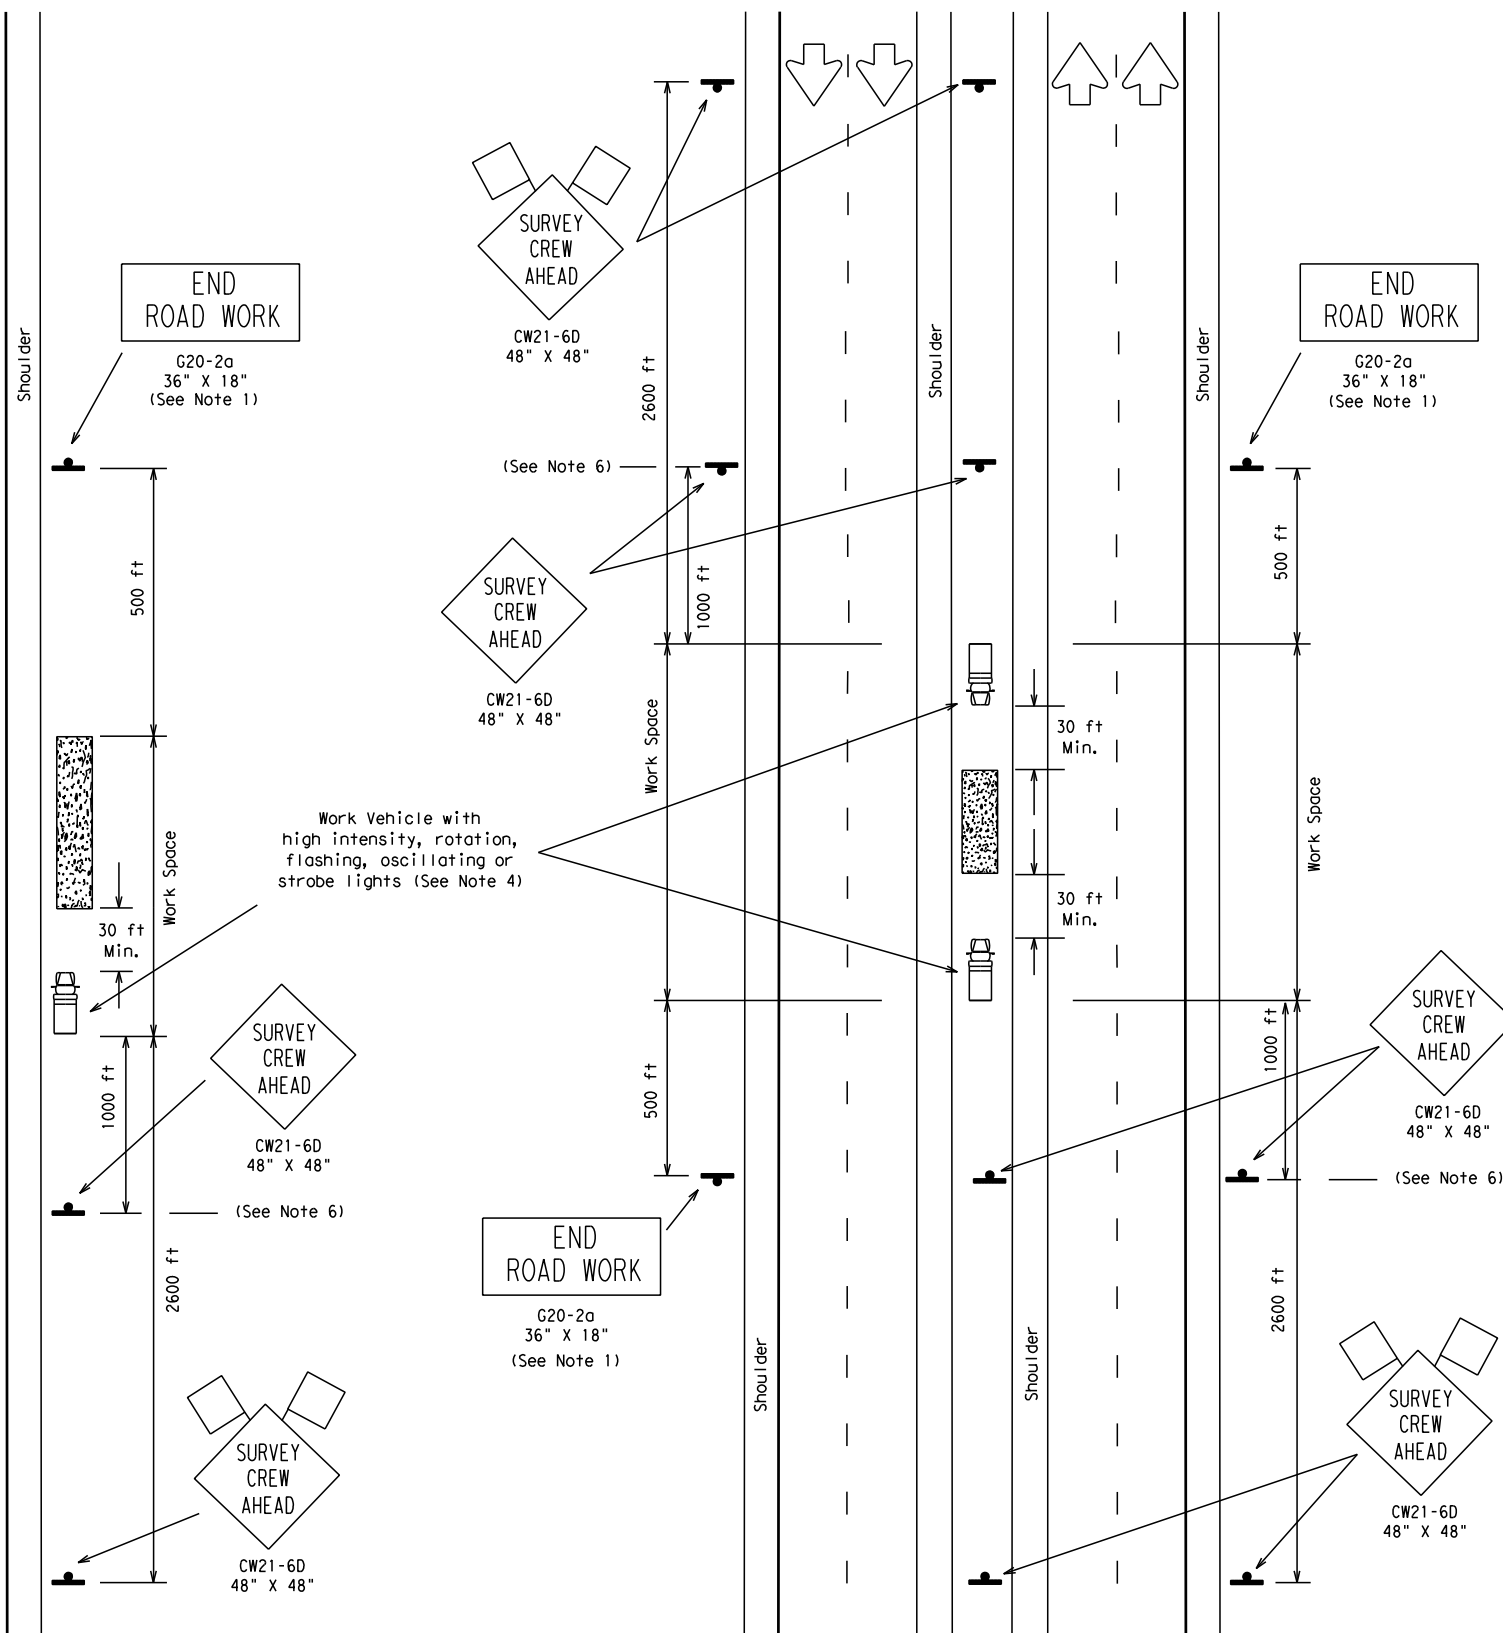 Shoulder
END
ROAD WORK
G20-2a
36" X 18"
(See Note 1)
500 ft
Work Space
30 ft
Min.
1000 ft
SURVEY
CREW
AHEAD
CW21-6D
48" X 48"
(See Note 6)
2600 ft
SURVEY
CREW
AHEAD
CW21-6D
48" X 48"
SURVEY
CREW
AHEAD
CW21-6D
48" X 48"
2600 ft
(See Note 6)
SURVEY
CREW
AHEAD
CW21-6D
48" X 48"
1000 ft
Work Space
Work Vehicle with
high intensity, rotation,
flashing, oscillating or
strobe lights (See Note 4)
500 ft
END
ROAD WORK
G20-2a
36" X 18"
(See Note 1)
Shoulder
Shoulder
30 ft
Min.
30 ft
Min.
Shoulder
Shoulder
END
ROAD WORK
G20-2a
36" X 18"
(See Note 1)
500 ft
Work Space
1000 ft
SURVEY
CREW
AHEAD
CW21-6D
48" X 48"
(See Note 6)
2600 ft
SURVEY
CREW
AHEAD
CW21-6D
48" X 48"